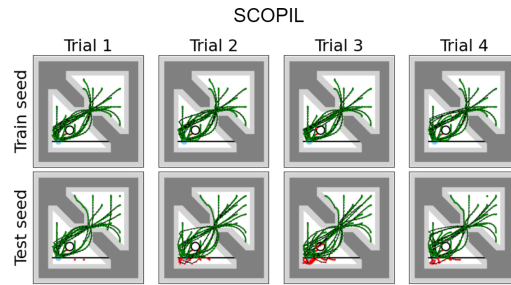 SCOPIL
Trial 1
Trial 2
Trial 3
Trial 4
Train seed
Test seed